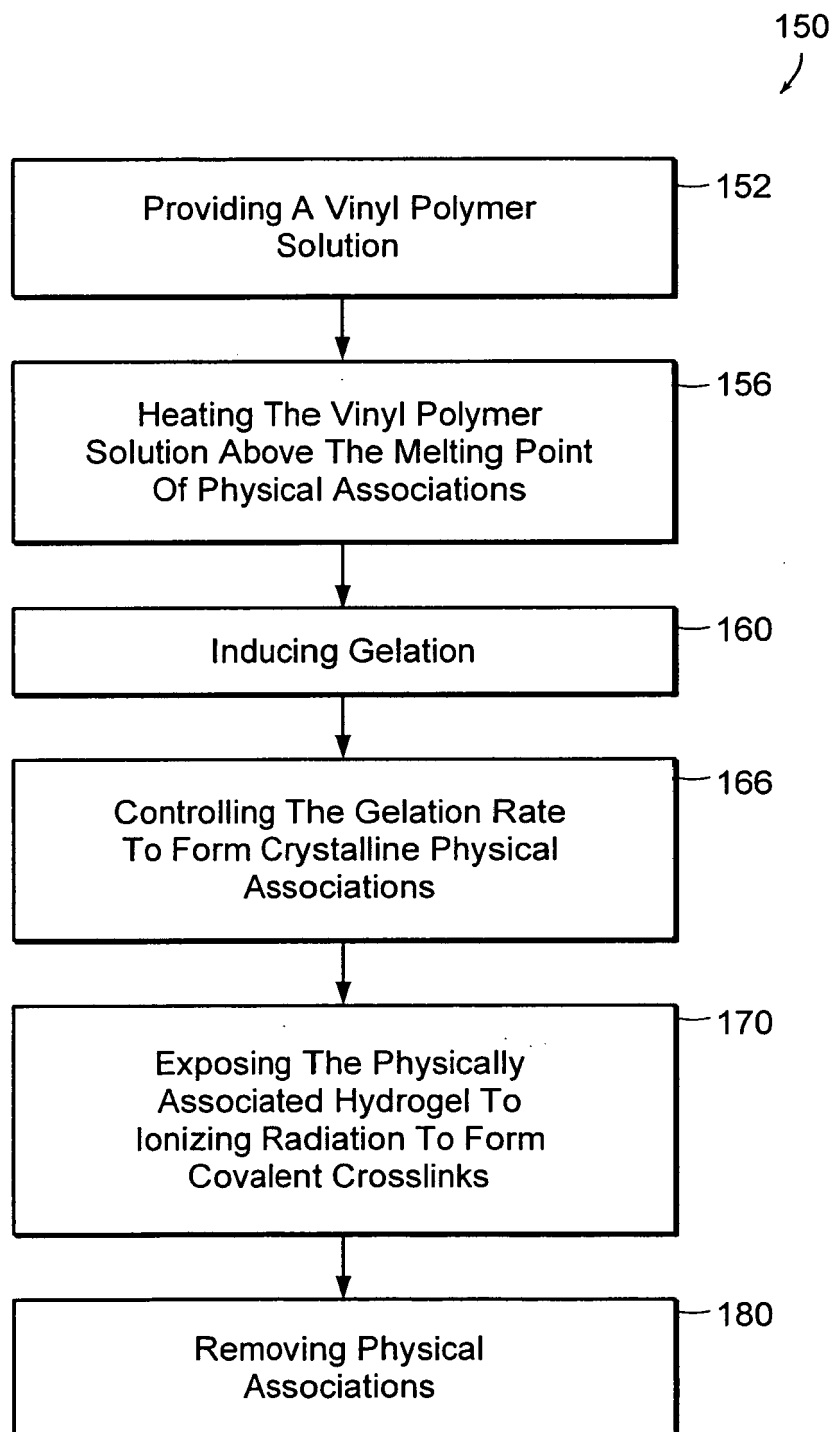 150
Providing A Vinyl Polymer
Solution
152
Heating The Vinyl Polymer
Solution Above The Melting Point
Of Physical Associations
156
Inducing Gelation
160
Controlling The Gelation Rate
To Form Crystalline Physical
Associations
166
Exposing The Physically
Associated Hydrogel To
Ionizing Radiation To Form
Covalent Crosslinks
170
Removing Physical
Associations
180